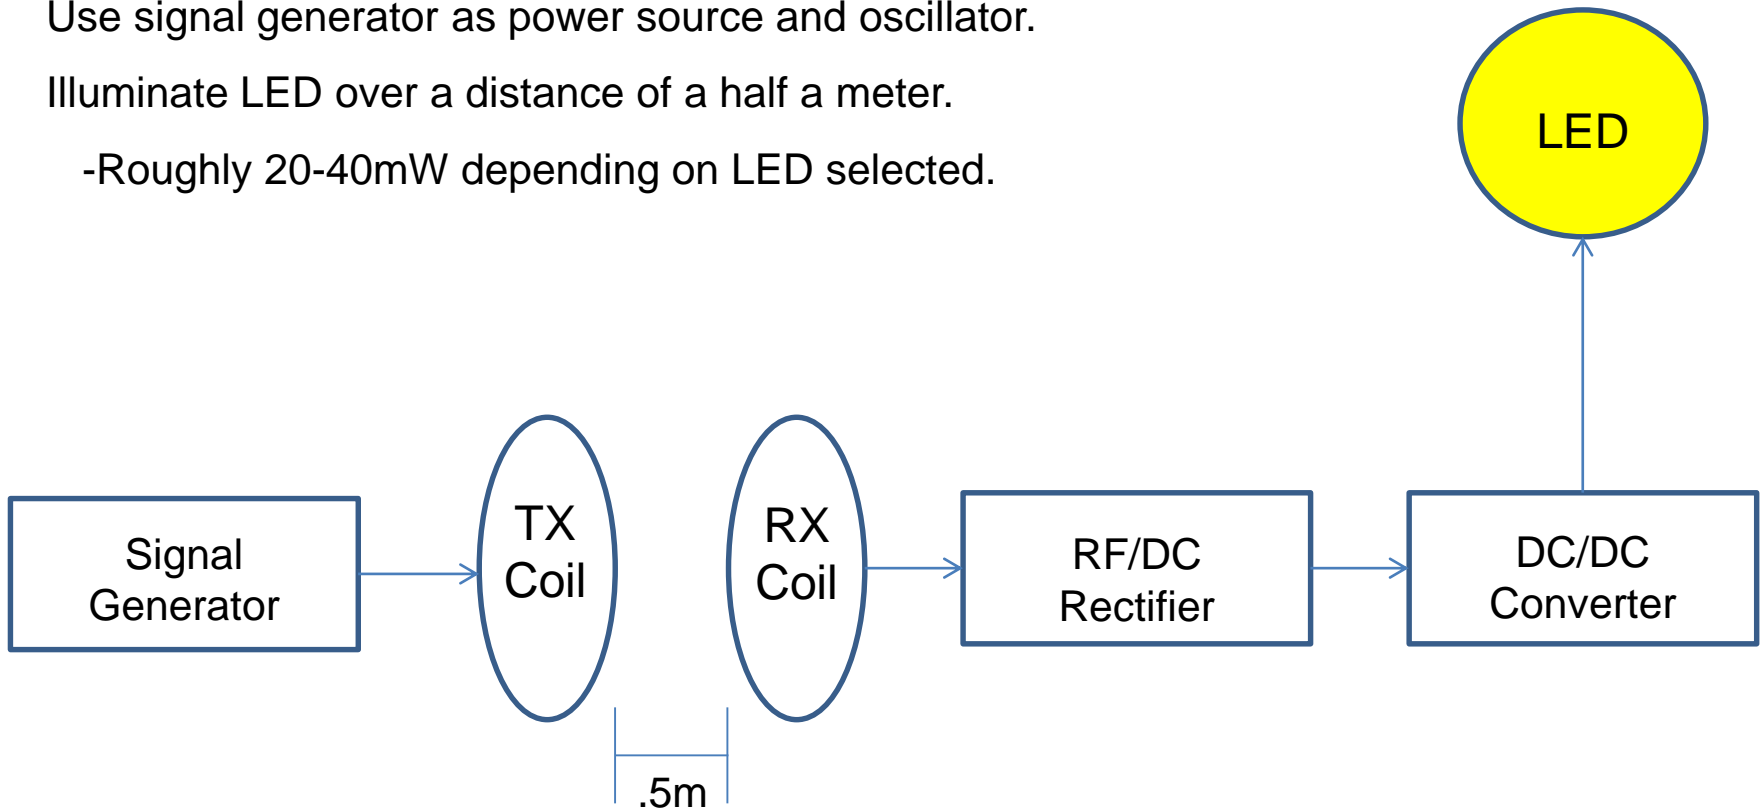 Use signal generator as power source and oscillator.
Illuminate LED over a distance of a half a meter.
-Roughly 20-40mW depending on LED selected.
LED
Signal
Generator
TX
Coil
RX
Coil
RF/DC
Rectifier
DC/DC
Converter
.5m